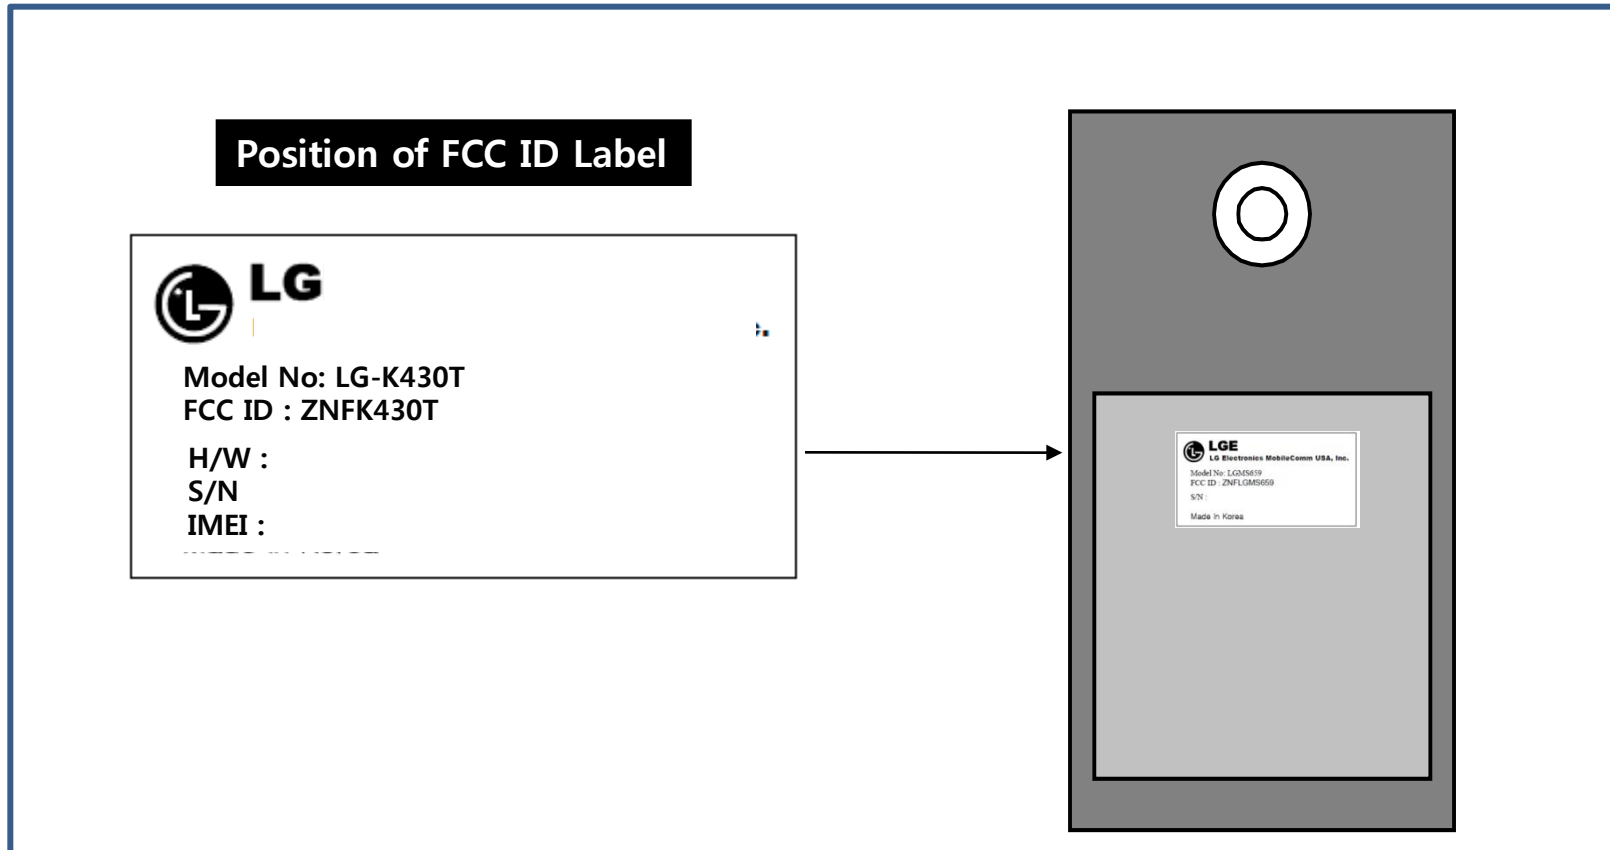 Position of FCC ID Label
LG
Model No: LG-K430T
FCC ID : ZNFK430T
H/W :
S/N
IMEI :
LGE
LG Electronics MobileComm USA, Inc.
Model No: LGMS659
FCC ID : ZNFLGMS659
S/N :
Made in Korea